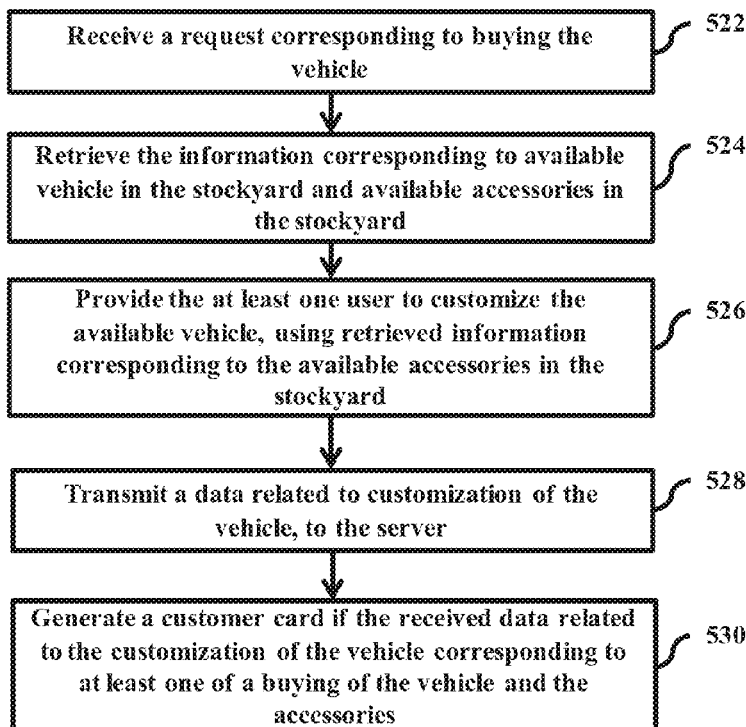 Receive a request corresponding to buying the
vehicle
522
Retrieve the information corresponding to available
vehicle in the stockyard and available accessories in
the stockyard
524
Provide the at least one user to customize the
available vehicle, using retrieved information
corresponding to the available accessories in the
stockyard
526
Transmit a data related to customization of the
vehicle, to the server
528
Generate a customer card if the received data related
to the customization of the vehicle corresponding to
at least one of a buying of the vehicle and the
accessories
530